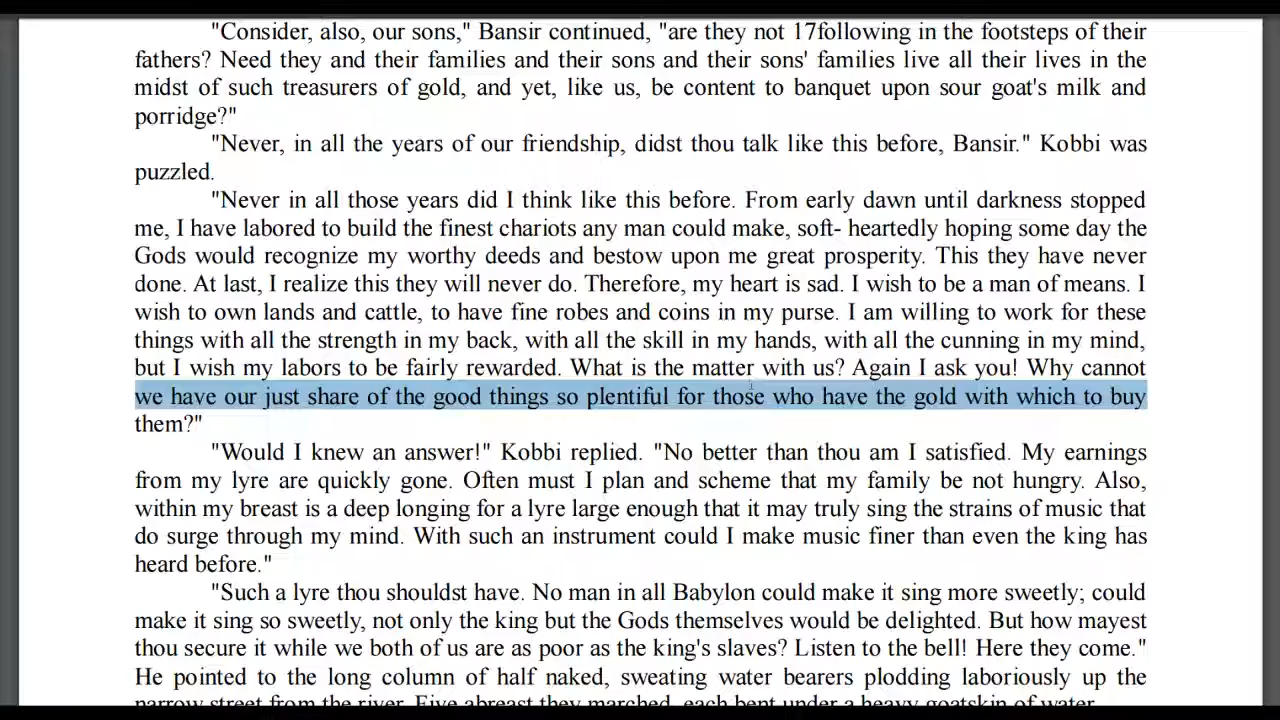 "Consider, also, our sons," Bansir continued, "are they not 17following in the footsteps of their
fathers? Need they and their families and their sons and their sons' families live all their lives in the
midst of such treasurers of gold, and yet, like us, be content to banquet upon sour goat's milk and
porridge?"
"Never, in all the years of our friendship, didst thou talk like this before, Bansir." Kobbi was
puzzled.
"Never in all those years did I think like this before. From early dawn until darkness stopped
me, I have labored to build the finest chariots any man could make, soft- heartedly hoping some day the
Gods would recognize my worthy deeds and bestow upon me great prosperity. This they have never
done. At last, I realize this they will never do. Therefore, my heart is sad. I wish to be a man of means. I
wish to own lands and cattle, to have fine robes and coins in my purse. I am willing to work for these
things with all the strength in my back, with all the skill in my hands, with all the cunning in my mind,
but I wish my labors to be fairly rewarded. What is the matter with us? Again I ask you! Why cannot
we have our just share of the good things so plentiful for those who have the gold with which to buy
them?"
"Would I knew an answer!" Kobbi replied. "No better than thou am I satisfied. My earnings
from my lyre are quickly gone. Often must I plan and scheme that my family be not hungry. Also,
within my breast is a deep longing for a lyre large enough that it may truly sing the strains of music that
do surge through my mind. With such an instrument could I make music finer than even the king has
heard before."
"Such a lyre thou shouldst have. No man in all Babylon could make it sing more sweetly; could
make it sing so sweetly, not only the king but the Gods themselves would be delighted. But how mayest
thou secure it while we both of us are as poor as the king's slaves? Listen to the bell! Here they come."
He pointed to the long column of half naked, sweating water bearers plodding laboriously up the
narrow street from the river. Five abreast they marched, each bent under a heavy goatskin of water.